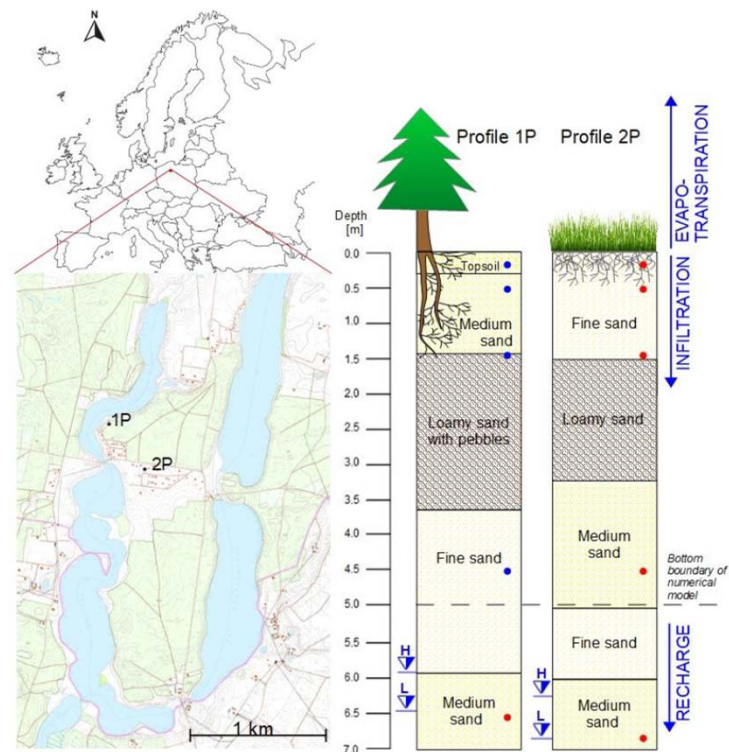 N
Profile 1P
Profile 2P
EVAPO-
TRANSPIRATION
Depth
[m]
0.0
0.5
1.0
1.5
2.0
2.5
3.0
3.5
4.0
4.5
5.0
5.5
6.0
6.5
7.0
Topsoil
Medium
sand
Loamy sand
with pebbles
Fine sand
Medium
sand
H
L
Fine sand
Loamy sand
Medium
sand
Fine sand
Medium
sand
H
L
INFILTRATION
Bottom
boundary of
numerical
model
RECHARGE
1P
2P
1 km